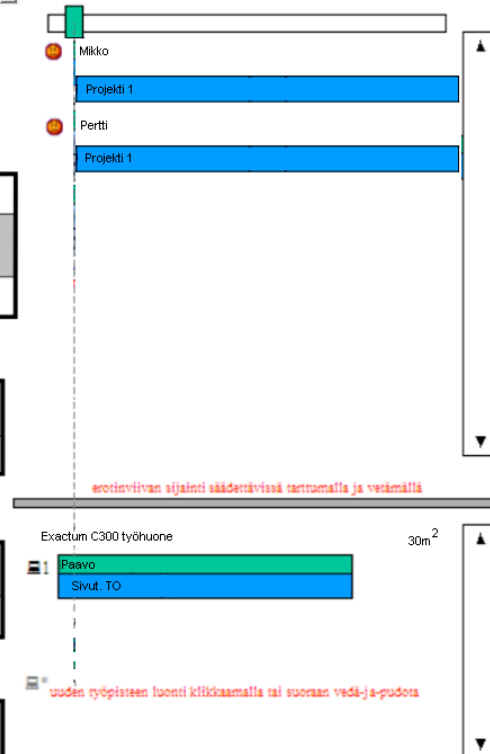 Mikko
Projekti 1
Pertti
Projekti 1
erotinviivan sijainti säädettävissä tarttumalla ja vetämällä
Exactum C300 työhuone 30m²
1 Paavo
Sivut. TO
* uuden työpisteen luonti klikkaamalla tai suoraan vedä-ja-pudota